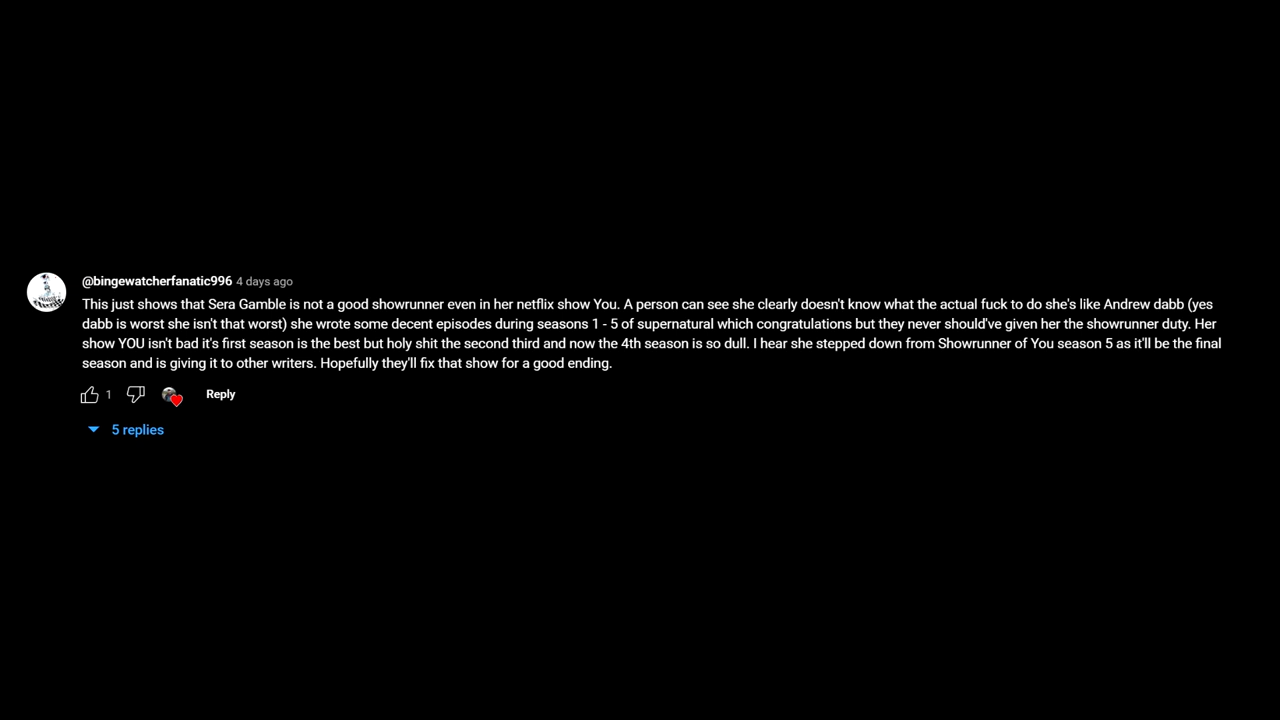 @bingewatcherfanatic996 4 days ago
This just shows that Sera Gamble is not a good showrunner even in her netflix show You. A person can see she clearly doesn't know what the actual fuck to do she's like Andrew dabb (yes
dabb is worst she isn't that worst) she wrote some decent episodes during seasons 1 - 5 of supernatural which congratulations but they never should've given her the showrunner duty. Her
show YOU isn't bad it's first season is the best but holy shit the second third and now the 4th season is so dull. I hear she stepped down from Showrunner of You season 5 as it'll be the final
season and is giving it to other writers. Hopefully they'll fix that show for a good ending.
1 Reply
5 replies